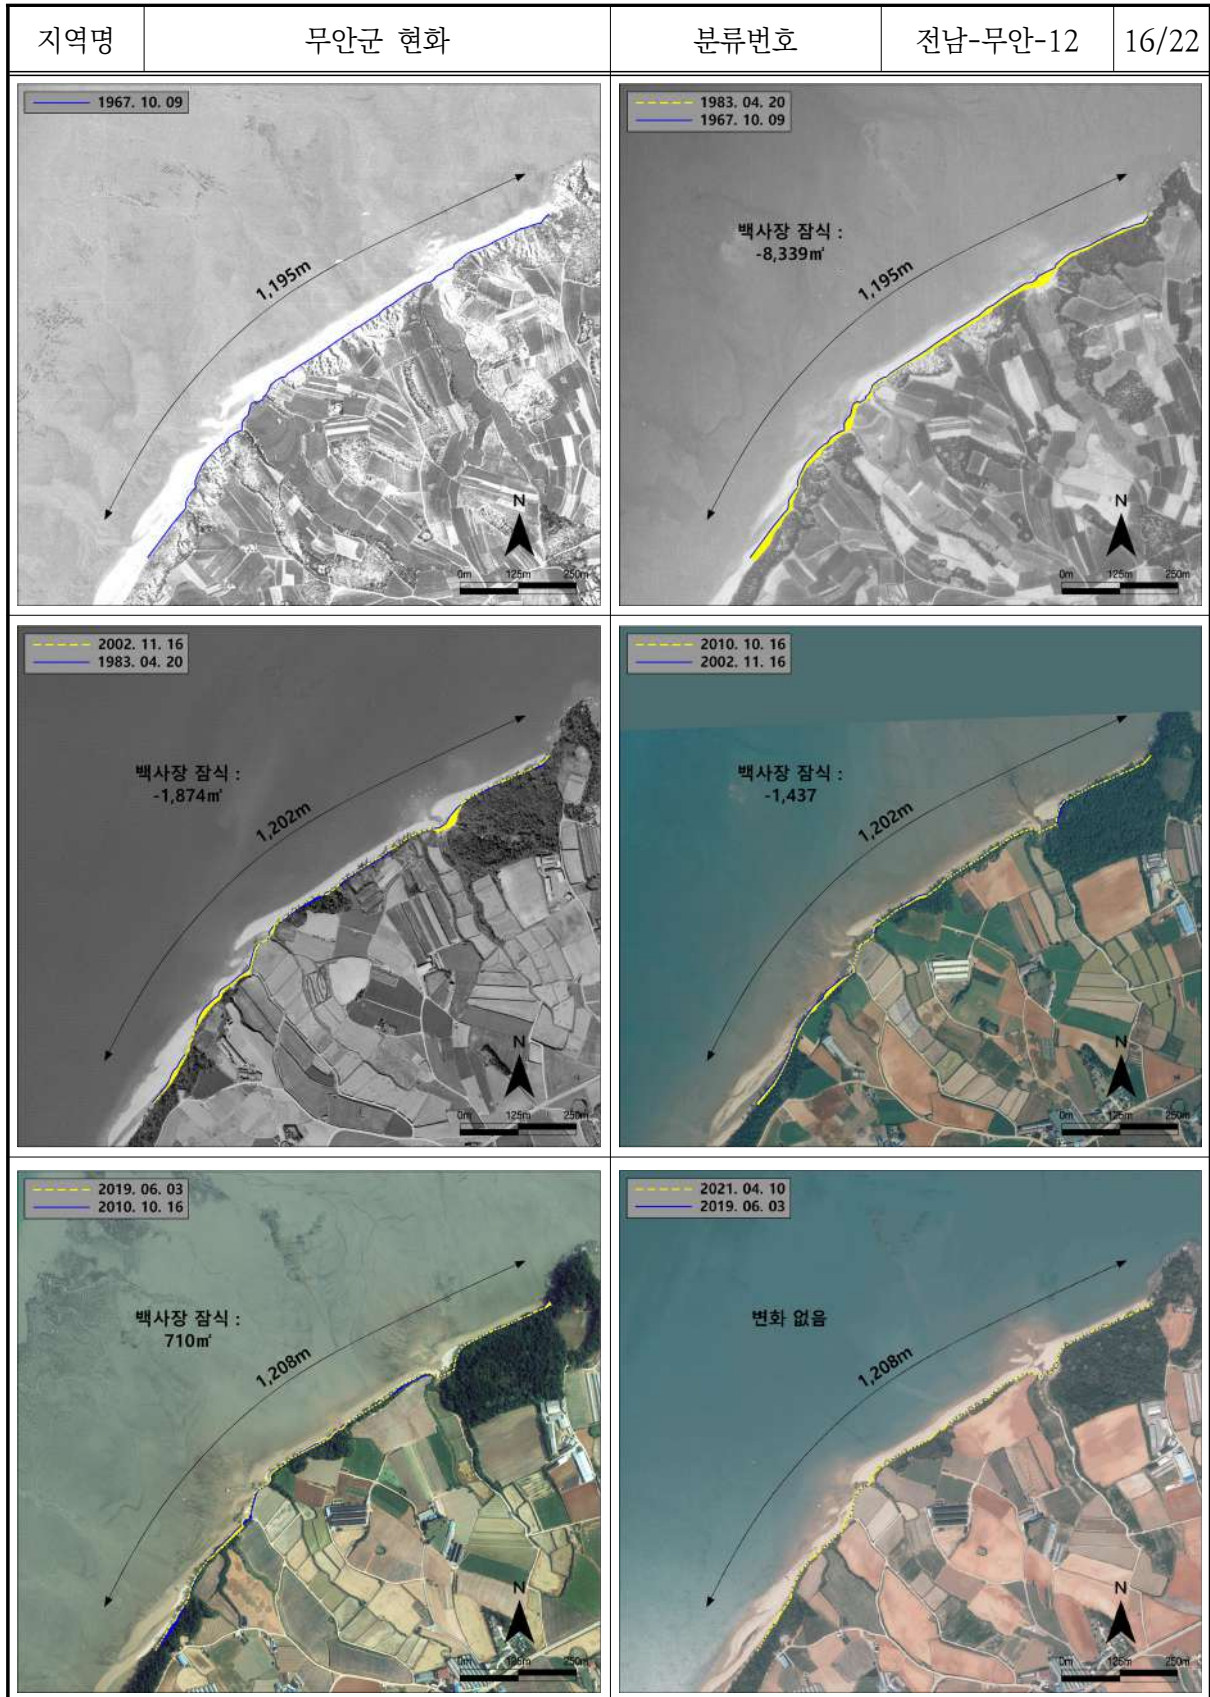 지역명 무안군 현화 분류번호 전남-무안-12 16/22
1967. 10. 09
1,195m
N
0m 125m 250m
1983. 04. 20
1967. 10. 09
백사장 잠식 :
-8,339㎡
1,195m
N
0m 125m 250m
2002. 11. 16
1983. 04. 20
백사장 잠식 :
-1,874㎡
1,202m
N
0m 125m 250m
2010. 10. 16
2002. 11. 16
백사장 잠식 :
-1,437
1,202m
N
0m 125m 250m
2019. 06. 03
2010. 10. 16
백사장 잠식 :
710㎡
1,208m
N
0m 125m 250m
2021. 04. 10
2019. 06. 03
변화 없음
1,208m
N
0m 125m 250m